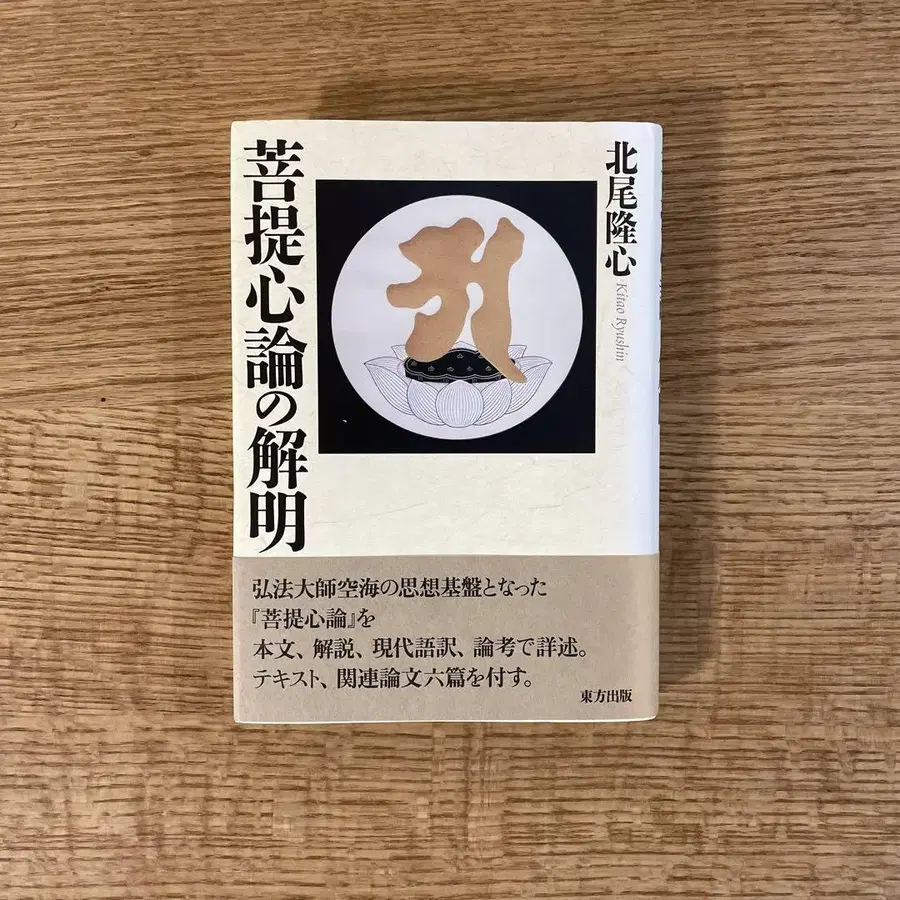 北尾隆心
Kitao Ryushin
菩提心論の解明
弘法大師空海の思想基盤となった
『菩提心論』を
本文、解説、現代語訳、論考で詳述。
テキスト、関連論文六篇を付す。
東方出版